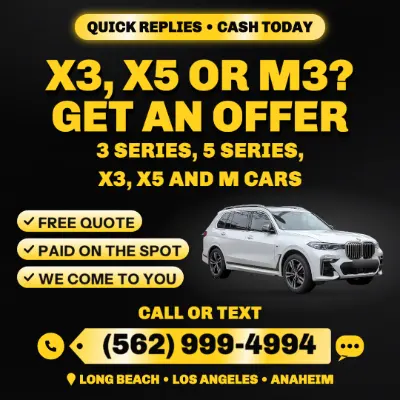 QUICK REPLIES • CASH TODAY
X3, X5 OR M3?
GET AN OFFER
3 SERIES, 5 SERIES,
X3, X5 AND M CARS
FREE QUOTE
PAID ON THE SPOT
WE COME TO YOU
CALL OR TEXT
(562) 999-4994
LONG BEACH • LOS ANGELES • ANAHEIM